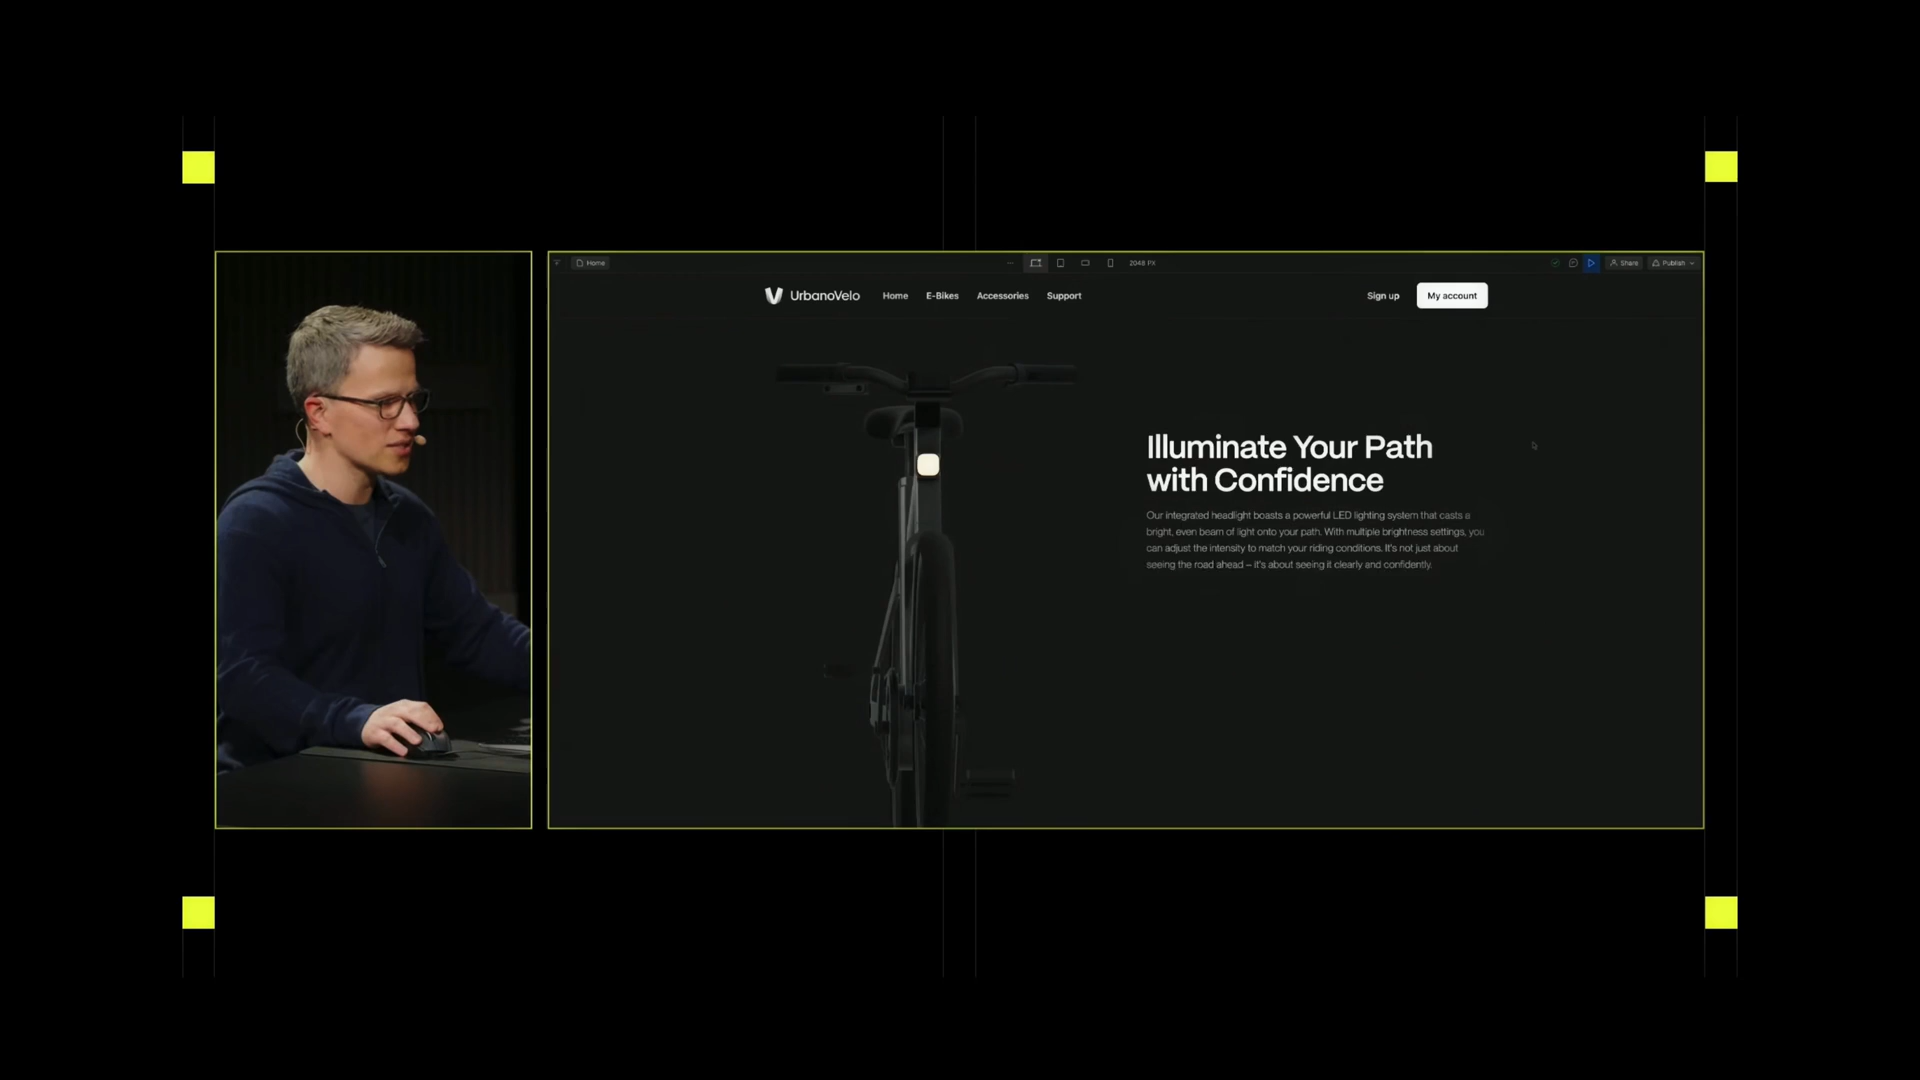 Home
2048 PX
Share
Publish
UrbanoVelo
Home
E-Bikes
Accessories
Support
Sign up
My account
Illuminate Your Path
with Confidence
Our integrated headlight boasts a powerful LED lighting system that casts a
bright, even beam of light onto your path. With multiple brightness settings, you
can adjust the intensity to match your riding conditions. It's not just about
seeing the road ahead – it's about seeing it clearly and confidently.